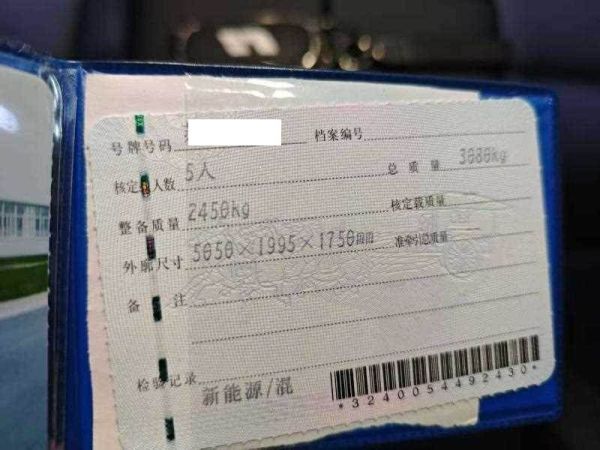 号牌号码 档案编号
核定 人数 5人 总质量 3080kg
整备质量 2450kg 核定载质量
外廓尺寸 5050×1995×1750mm 准牵引总质量
备注
检验记录 新能源/混
*3240054492430*